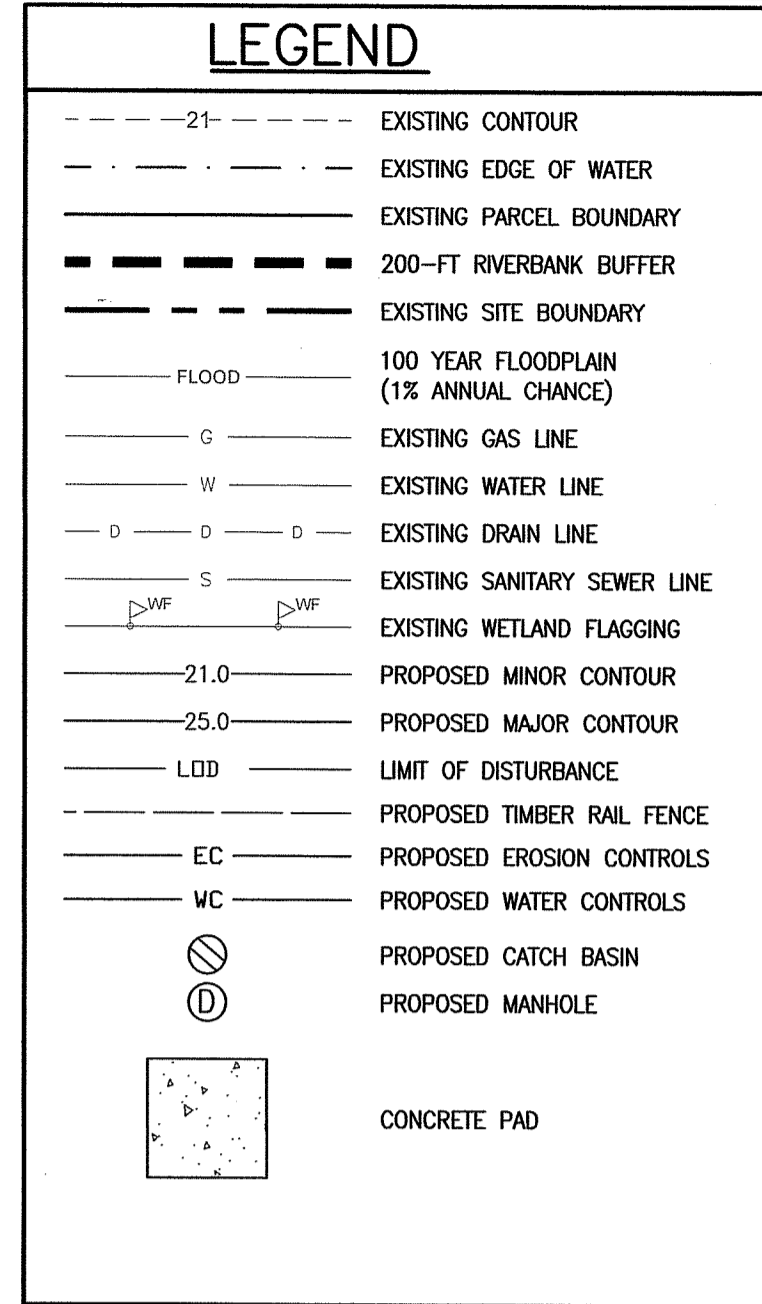 LEGEND
21 EXISTING CONTOUR
EXISTING EDGE OF WATER
EXISTING PARCEL BOUNDARY
200-FT RIVERBANK BUFFER
EXISTING SITE BOUNDARY
FLOOD 100 YEAR FLOODPLAIN
(1% ANNUAL CHANCE)
G EXISTING GAS LINE
W EXISTING WATER LINE
D D D EXISTING DRAIN LINE
S EXISTING SANITARY SEWER LINE
WF WF EXISTING WETLAND FLAGGING
21.0 PROPOSED MINOR CONTOUR
25.0 PROPOSED MAJOR CONTOUR
LOD LIMIT OF DISTURBANCE
PROPOSED TIMBER RAIL FENCE
EC PROPOSED EROSION CONTROLS
WC PROPOSED WATER CONTROLS
PROPOSED CATCH BASIN
D PROPOSED MANHOLE
CONCRETE PAD